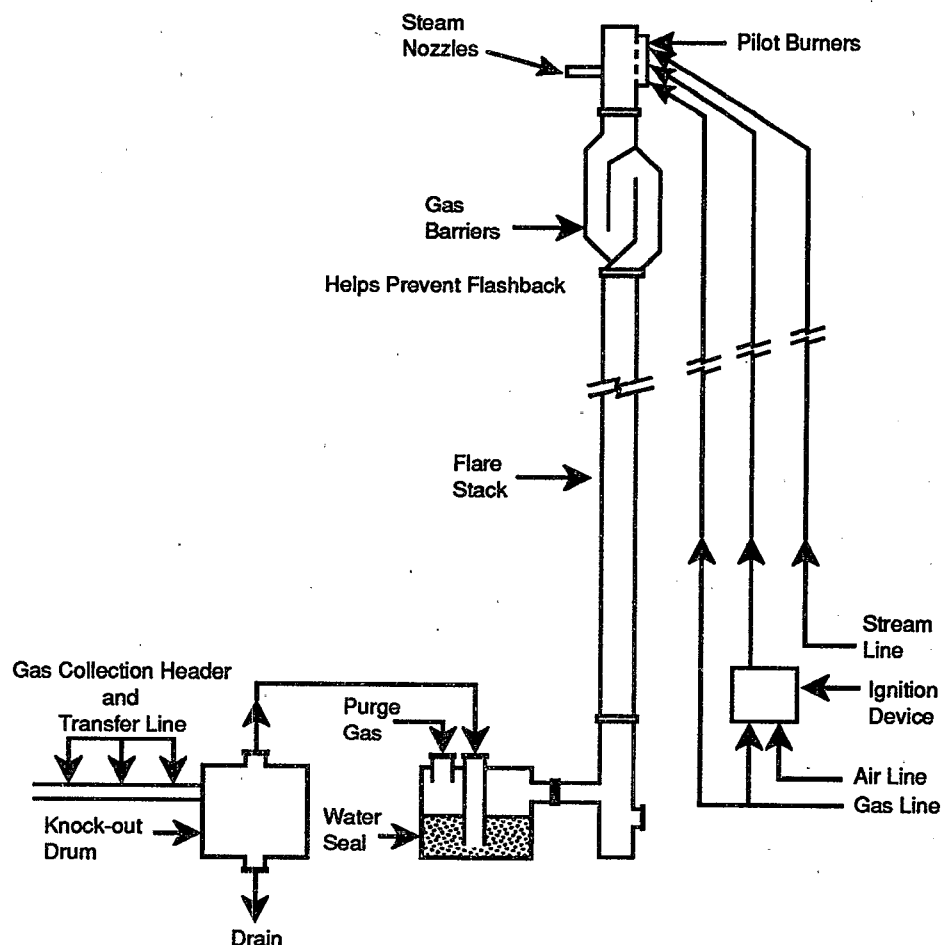 Steam
Nozzles
Pilot Burners
Gas
Barriers
Helps Prevent Flashback
Flare
Stack
Stream
Line
Ignition
Device
Air Line
Gas Line
Gas Collection Header
and
Transfer Line
Purge
Gas
Knock-out
Drum
Water
Seal
Drain